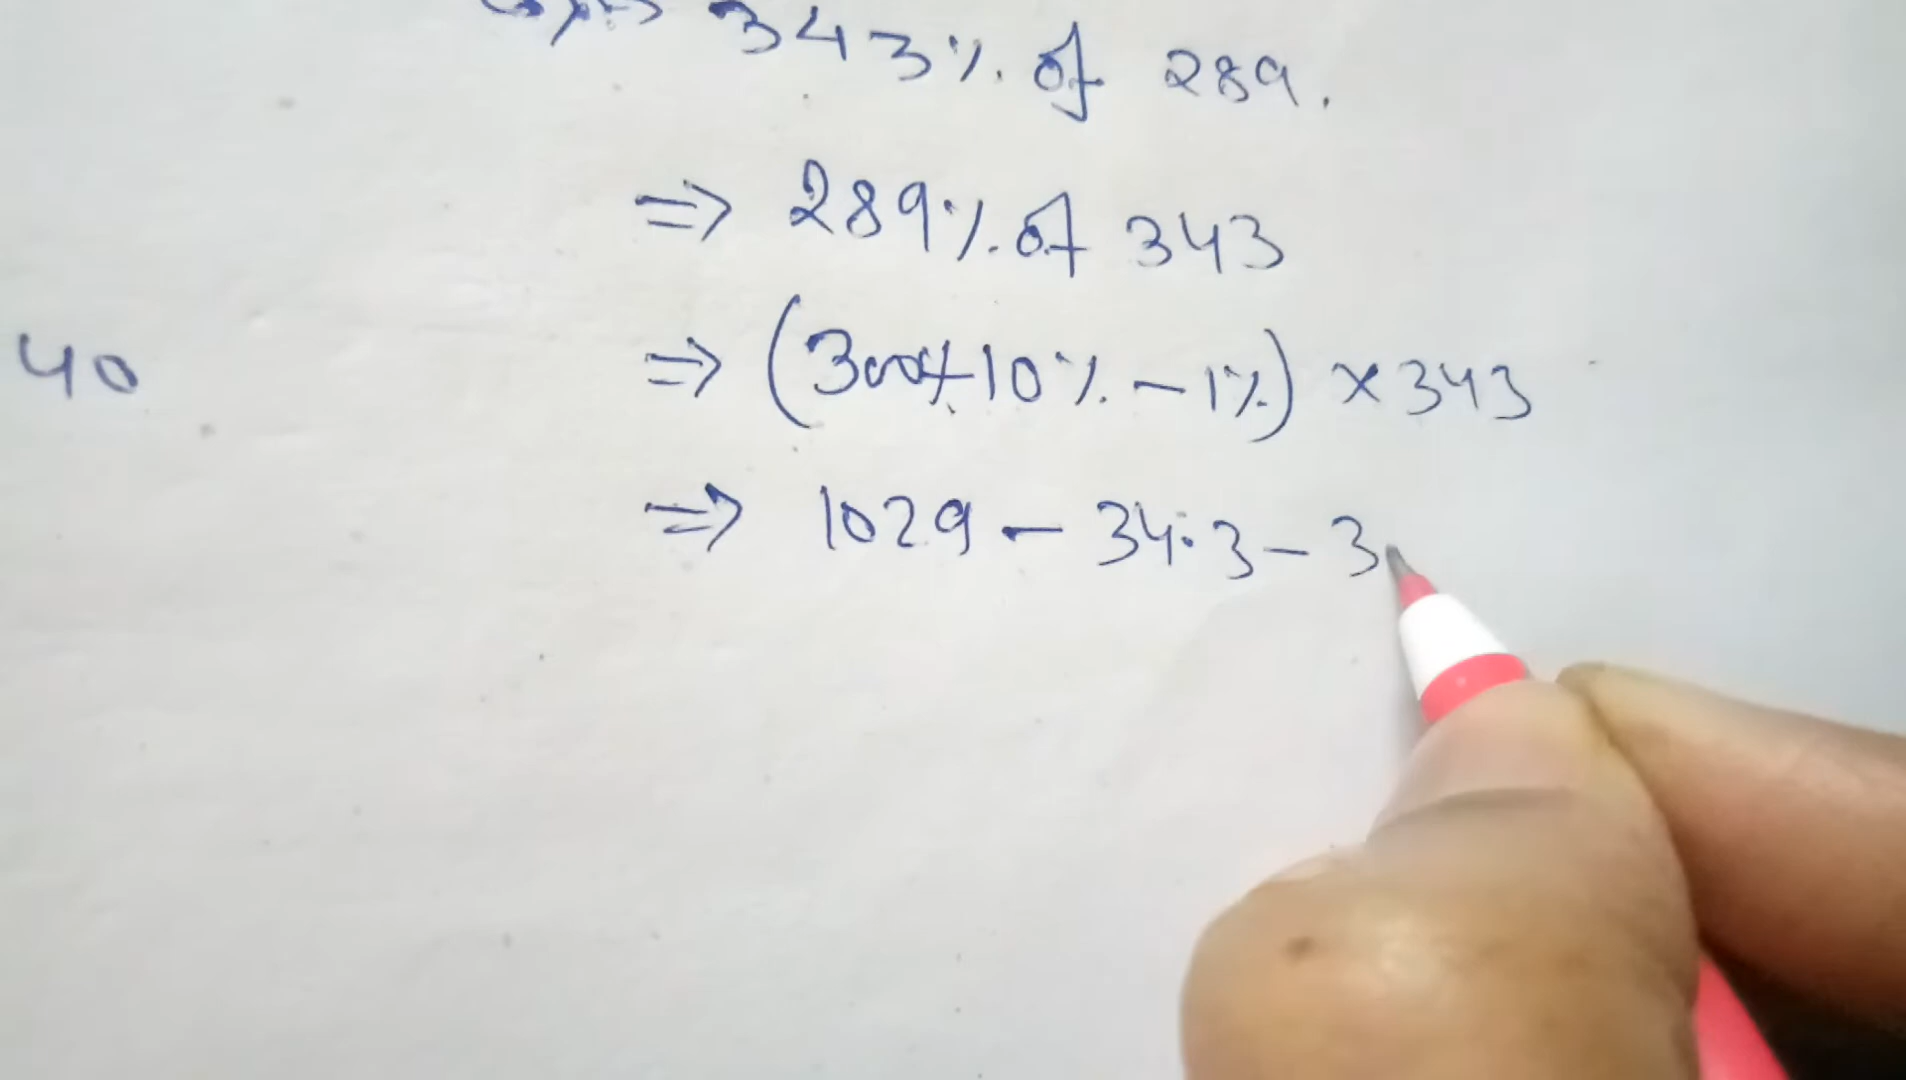 343% of 289.
⇒ 289% of 343
40
⇒ (300%+10% - 1%) × 343
⇒ 1029 - 34.3 - 3.